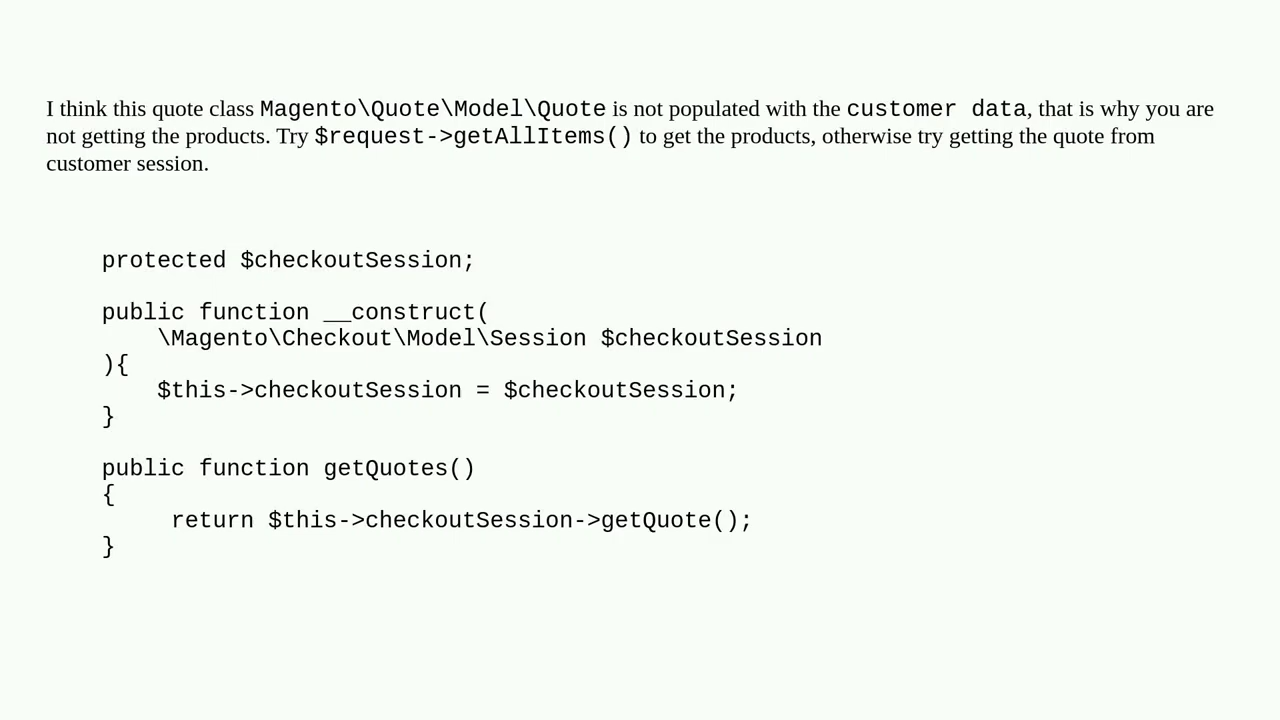 I think this quote class Magento\Quote\Model\Quote is not populated with the customer data, that is why you are
not getting the products. Try $request->getAllItems() to get the products, otherwise try getting the quote from
customer session.
protected $checkoutSession;
public function __construct(
    \Magento\Checkout\Model\Session $checkoutSession
){
    $this->checkoutSession = $checkoutSession;
}
public function getQuotes()
{
     return $this->checkoutSession->getQuote();
}